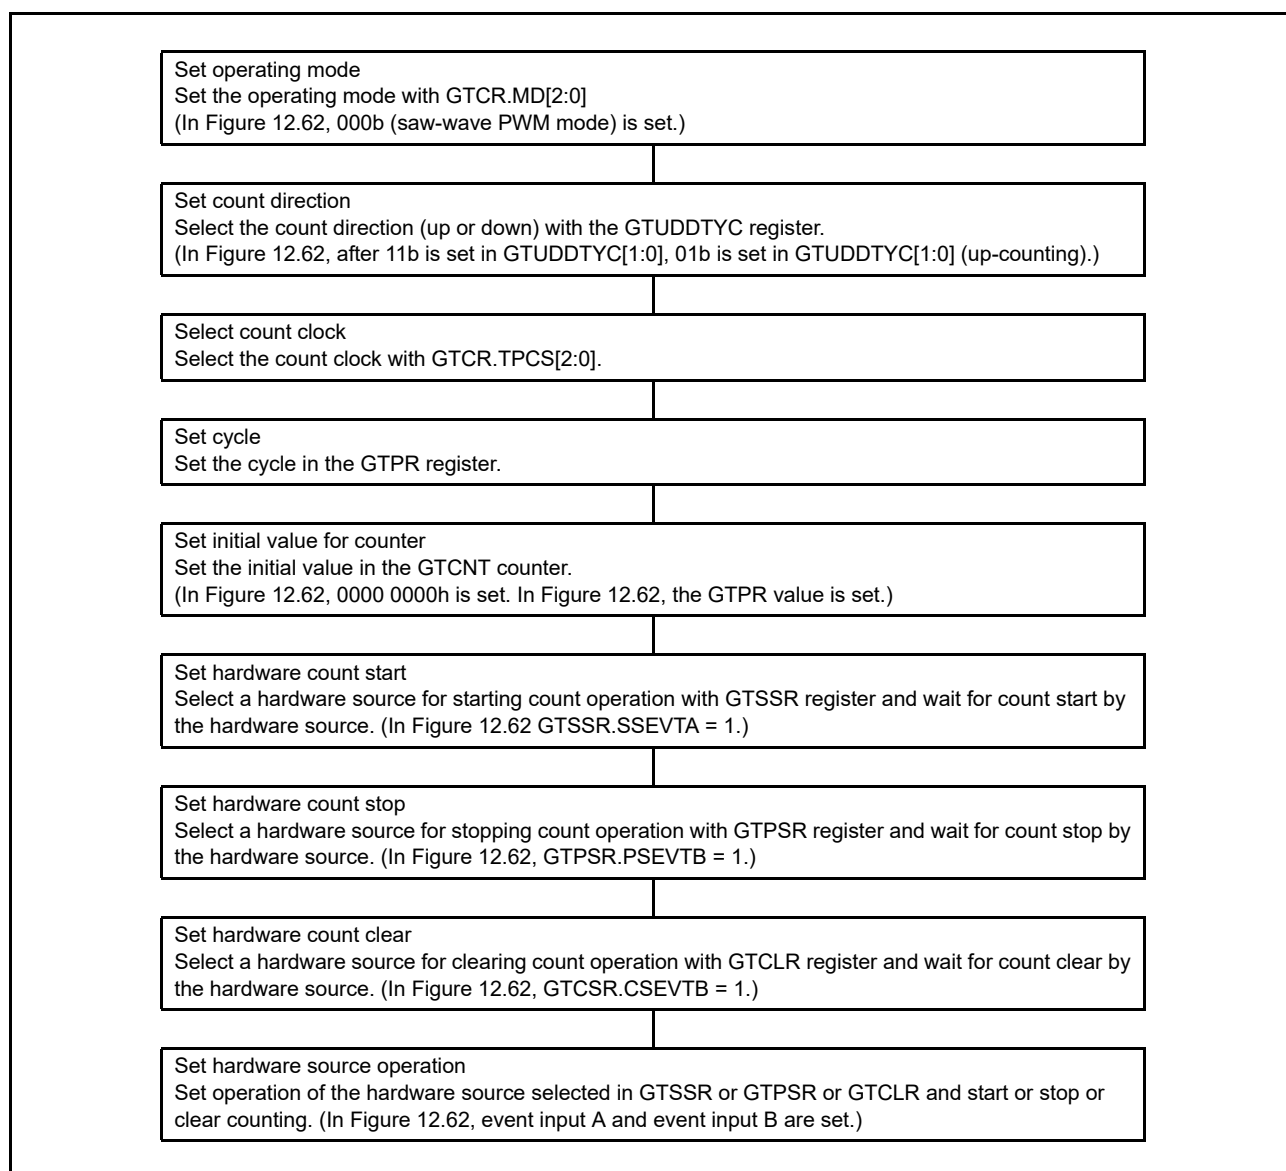 Set operating mode
Set the operating mode with GTCR.MD[2:0]
(In Figure 12.62, 000b (saw-wave PWM mode) is set.)
Set count direction
Select the count direction (up or down) with the GTUDDTYC register.
(In Figure 12.62, after 11b is set in GTUDDTYC[1:0], 01b is set in GTUDDTYC[1:0] (up-counting).)
Select count clock
Select the count clock with GTCR.TPCS[2:0].
Set cycle
Set the cycle in the GTPR register.
Set initial value for counter
Set the initial value in the GTCNT counter.
(In Figure 12.62, 0000 0000h is set. In Figure 12.62, the GTPR value is set.)
Set hardware count start
Select a hardware source for starting count operation with GTSSR register and wait for count start by
the hardware source. (In Figure 12.62 GTSSR.SSEVTA = 1.)
Set hardware count stop
Select a hardware source for stopping count operation with GTPSR register and wait for count stop by
the hardware source. (In Figure 12.62, GTPSR.PSEVTB = 1.)
Set hardware count clear
Select a hardware source for clearing count operation with GTCLR register and wait for count clear by
the hardware source. (In Figure 12.62, GTCSR.CSEVTB = 1.)
Set hardware source operation
Set operation of the hardware source selected in GTSSR or GTPSR or GTCLR and start or stop or
clear counting. (In Figure 12.62, event input A and event input B are set.)